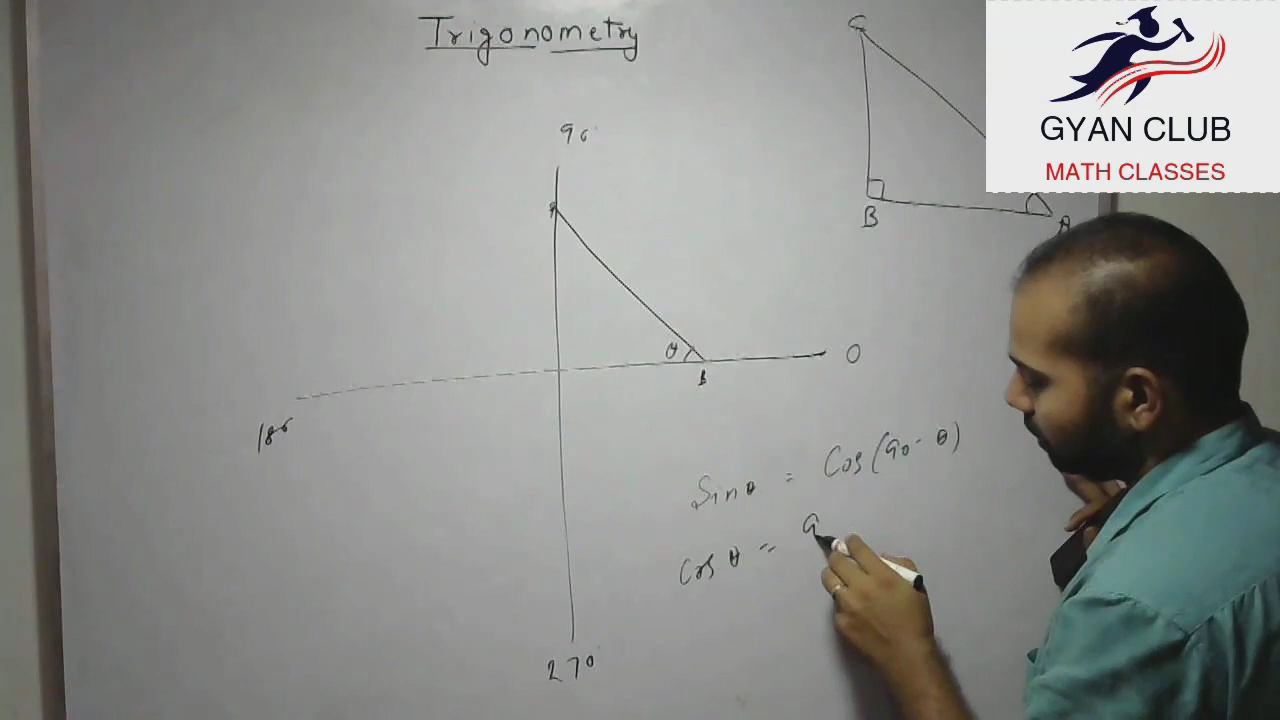 Trigonometry
C
GYAN CLUB
MATH CLASSES
90°
B
A
θ
0
B
180
Sinθ = Cos(90-θ)
Cosθ =
270°